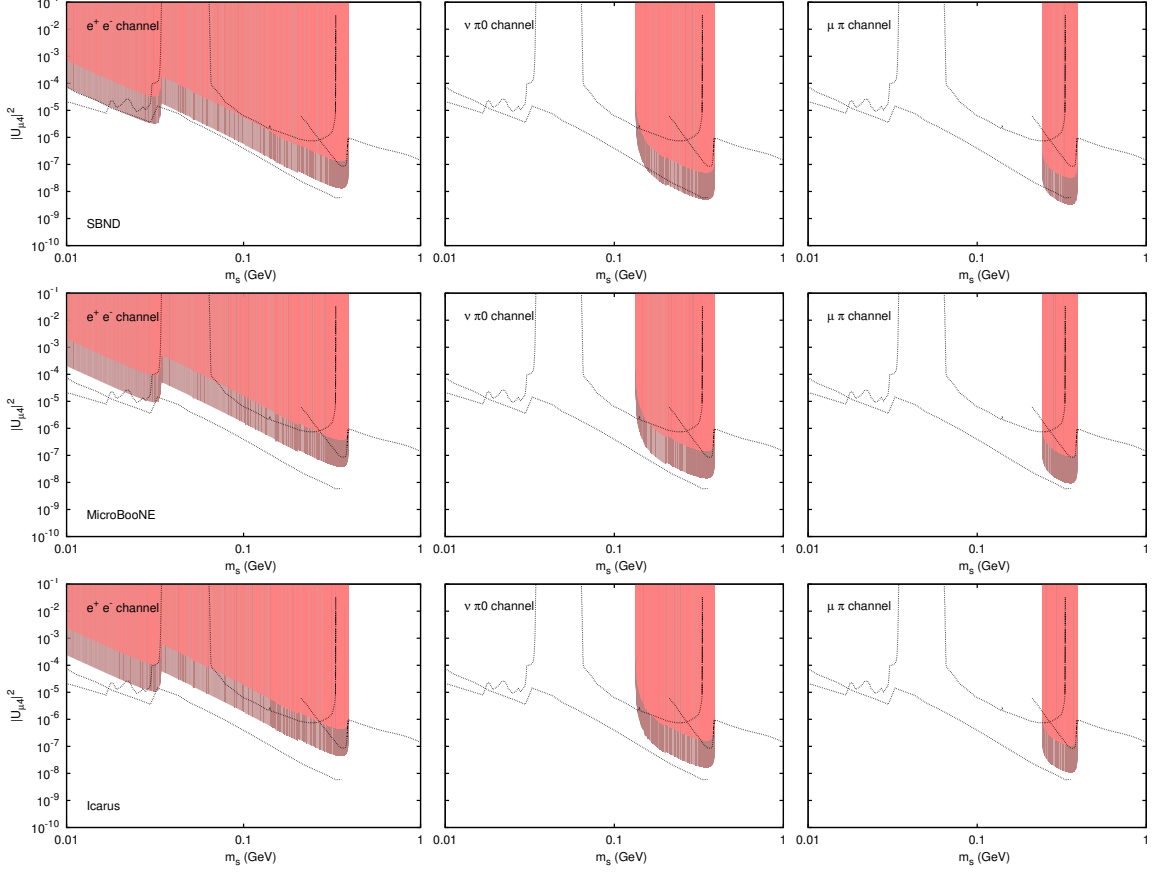 10^-1
10^-2
10^-3
10^-4
10^-5
10^-6
10^-7
10^-8
10^-9
10^-10
|U_μ4|^2
e^+ e^- channel
SBND
0.01 0.1 1
m_s (GeV)
ν π0 channel
0.01 0.1 1
m_s (GeV)
μ π channel
0.01 0.1 1
m_s (GeV)
10^-1
10^-2
10^-3
10^-4
10^-5
10^-6
10^-7
10^-8
10^-9
10^-10
|U_μ4|^2
e^+ e^- channel
MicroBooNE
0.01 0.1 1
m_s (GeV)
ν π0 channel
0.01 0.1 1
m_s (GeV)
μ π channel
0.01 0.1 1
m_s (GeV)
10^-1
10^-2
10^-3
10^-4
10^-5
10^-6
10^-7
10^-8
10^-9
10^-10
|U_μ4|^2
e^+ e^- channel
Icarus
0.01 0.1 1
m_s (GeV)
ν π0 channel
0.01 0.1 1
m_s (GeV)
μ π channel
0.01 0.1 1
m_s (GeV)